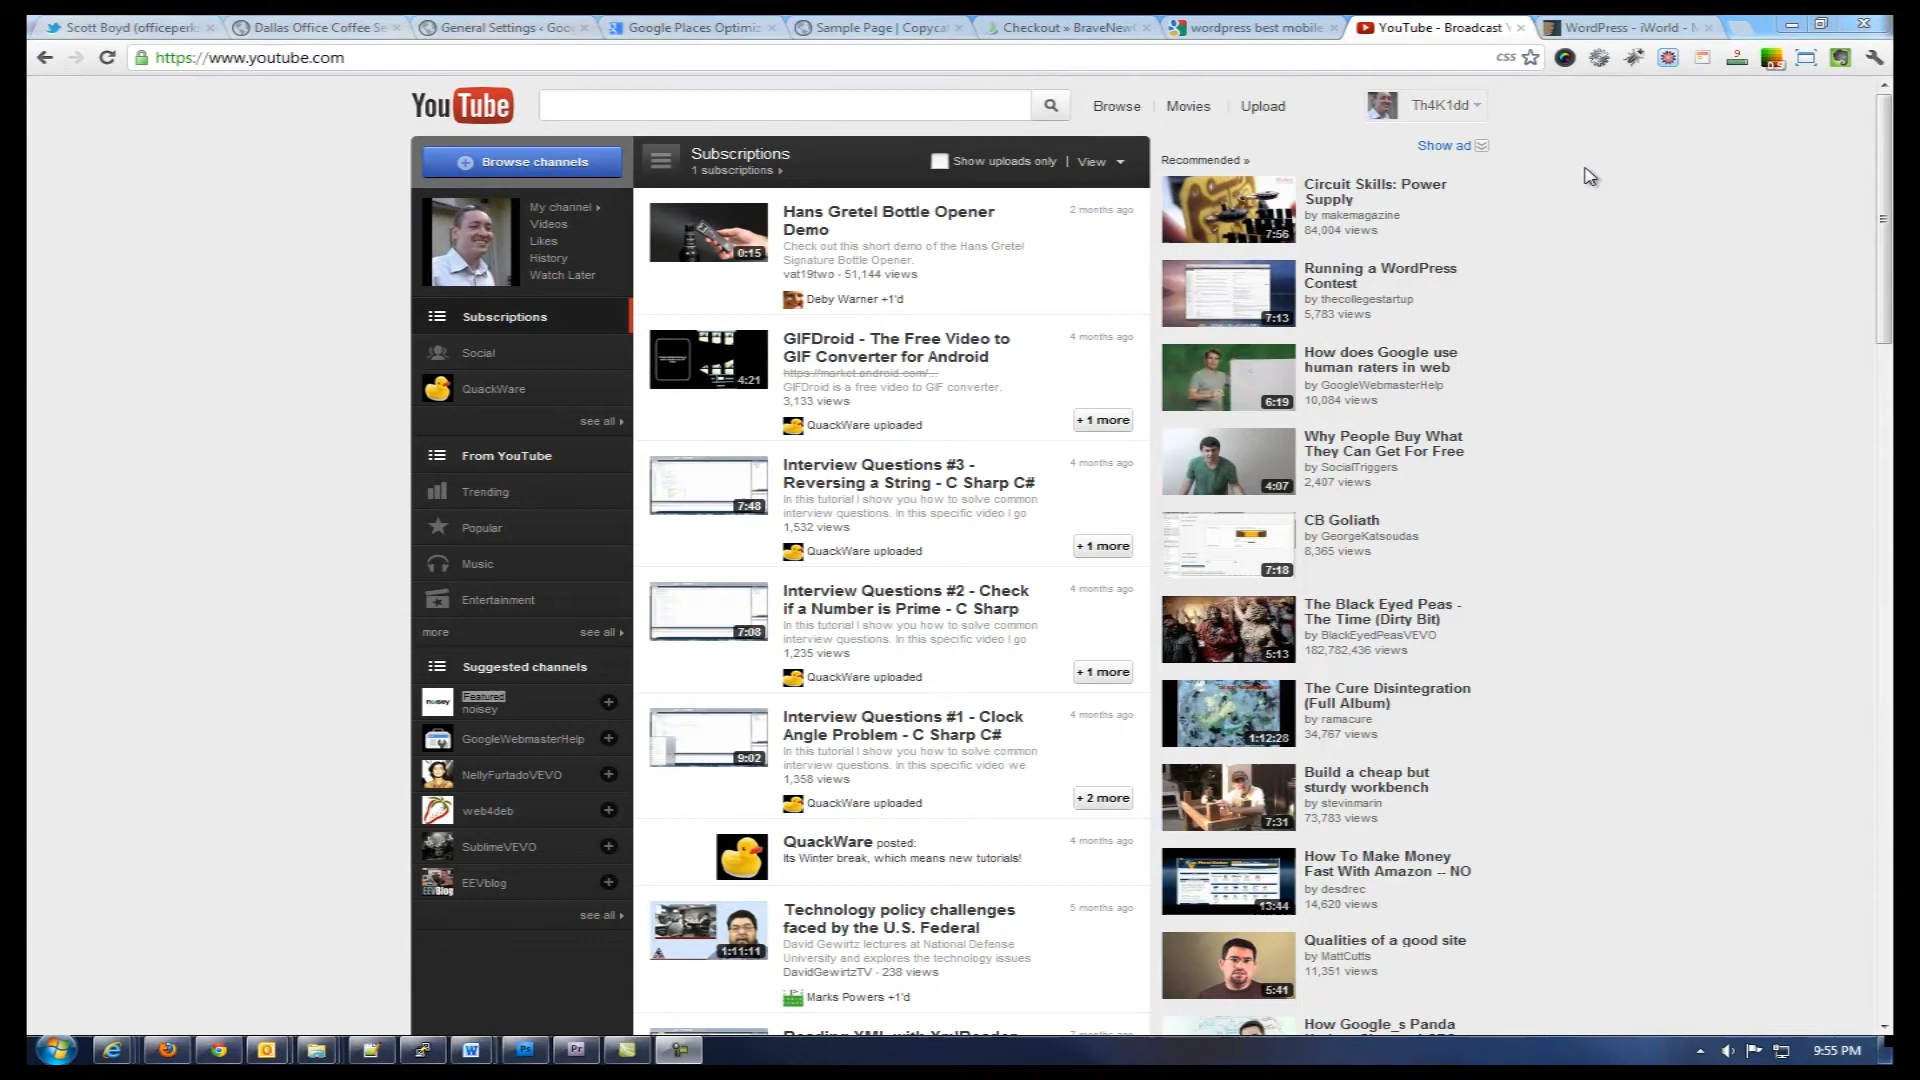 Scott Boyd (officeperk
Dallas Office Coffee Se
General Settings ‹ Goo
Google Places Optimiz
Sample Page | Copycat
Checkout » BraveNew
wordpress best mobile
YouTube - Broadcast Y
WordPress - iWorld - N
https://www.youtube.com
CSS
9
YouTube
Browse
Movies
Upload
Th4K1dd
Show ad
Browse channels
My channel
Videos
Likes
History
Watch Later
Subscriptions
Social
QuackWare
see all
From YouTube
Trending
Popular
Music
Entertainment
more
see all
Suggested channels
Featured
noisey
noisey
GoogleWebmasterHelp
NellyFurtadoVEVO
web4deb
SublimeVEVO
EEVBlog
EEVblog
see all
Subscriptions
1 subscriptions
Show uploads only | View
Hans Gretel Bottle Opener
Demo
2 months ago
Check out this short demo of the Hans Gretel
Signature Bottle Opener.
vat19two - 51,144 views
0:15
Deby Warner +1'd
GIFDroid - The Free Video to
GIF Converter for Android
4 months ago
https://market.android.com/...
GIFDroid is a free video to GIF converter.
3,133 views
4:21
QuackWare uploaded
+ 1 more
Interview Questions #3 -
Reversing a String - C Sharp C#
4 months ago
In this tutorial I show you how to solve common
interview questions. In this specific video I go
1,532 views
7:48
QuackWare uploaded
+ 1 more
Interview Questions #2 - Check
if a Number is Prime - C Sharp
4 months ago
In this tutorial I show you how to solve common
interview questions. In this specific video I go
1,235 views
7:08
QuackWare uploaded
+ 1 more
Interview Questions #1 - Clock
Angle Problem - C Sharp C#
4 months ago
In this tutorial I show you how to solve common
interview questions. In this specific video we
1,358 views
9:02
QuackWare uploaded
+ 2 more
QuackWare posted:
4 months ago
Its Winter break, which means new tutorials!
Technology policy challenges
faced by the U.S. Federal
5 months ago
David Gewirtz lectures at National Defense
University and explores the technology issues
DavidGewirtzTV - 238 views
1:11:11
Marks Powers +1'd
Reading XML with XmlReader
7 months ago
Recommended »
Circuit Skills: Power
Supply
by makemagazine
84,004 views
7:56
Running a WordPress
Contest
by thecollegestartup
5,783 views
7:13
How does Google use
human raters in web
by GoogleWebmasterHelp
10,084 views
6:19
Why People Buy What
They Can Get For Free
by SocialTriggers
2,407 views
4:07
CB Goliath
by GeorgeKatsoudas
8,365 views
7:18
The Black Eyed Peas -
The Time (Dirty Bit)
by BlackEyedPeasVEVO
182,782,436 views
5:13
The Cure Disintegration
(Full Album)
by ramacure
34,767 views
1:12:28
Build a cheap but
sturdy workbench
by stevinmarin
73,783 views
7:31
How To Make Money
Fast With Amazon -- NO
by desdrec
14,620 views
13:44
Qualities of a good site
by MattCutts
11,351 views
5:41
How Google_s Panda
Ps
Pr
9:55 PM